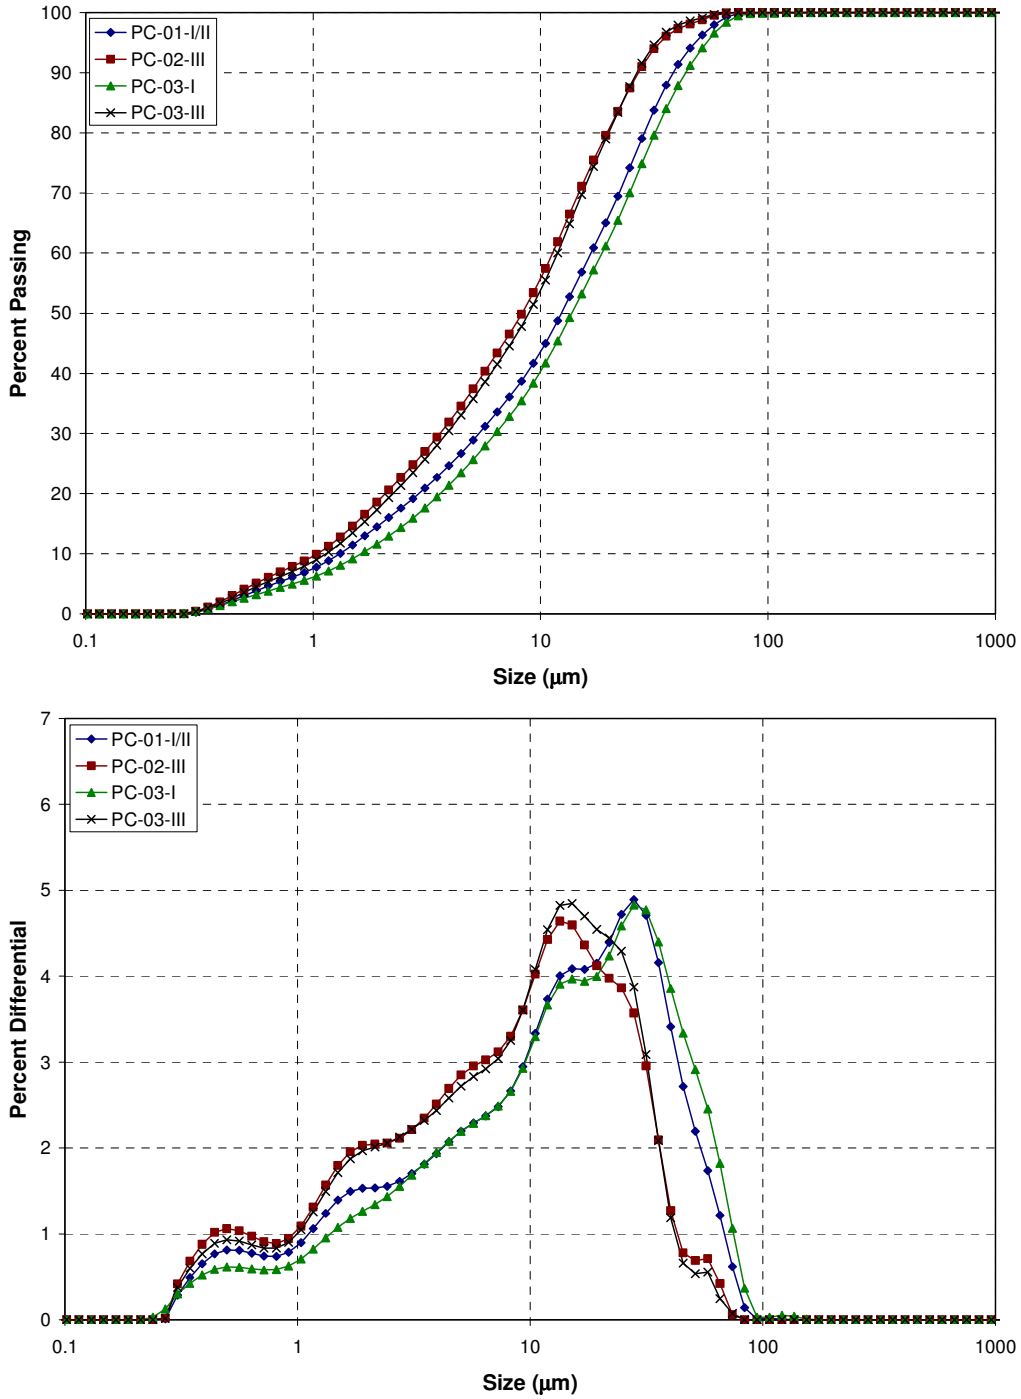 100
90
80
70
60
50
40
30
20
10
0
Percent Passing
PC-01-I/II
PC-02-III
PC-03-I
PC-03-III
0.1 1 10 100 1000
Size (μm)
7
6
5
4
3
2
1
0
Percent Differential
PC-01-I/II
PC-02-III
PC-03-I
PC-03-III
0.1 1 10 100 1000
Size (μm)